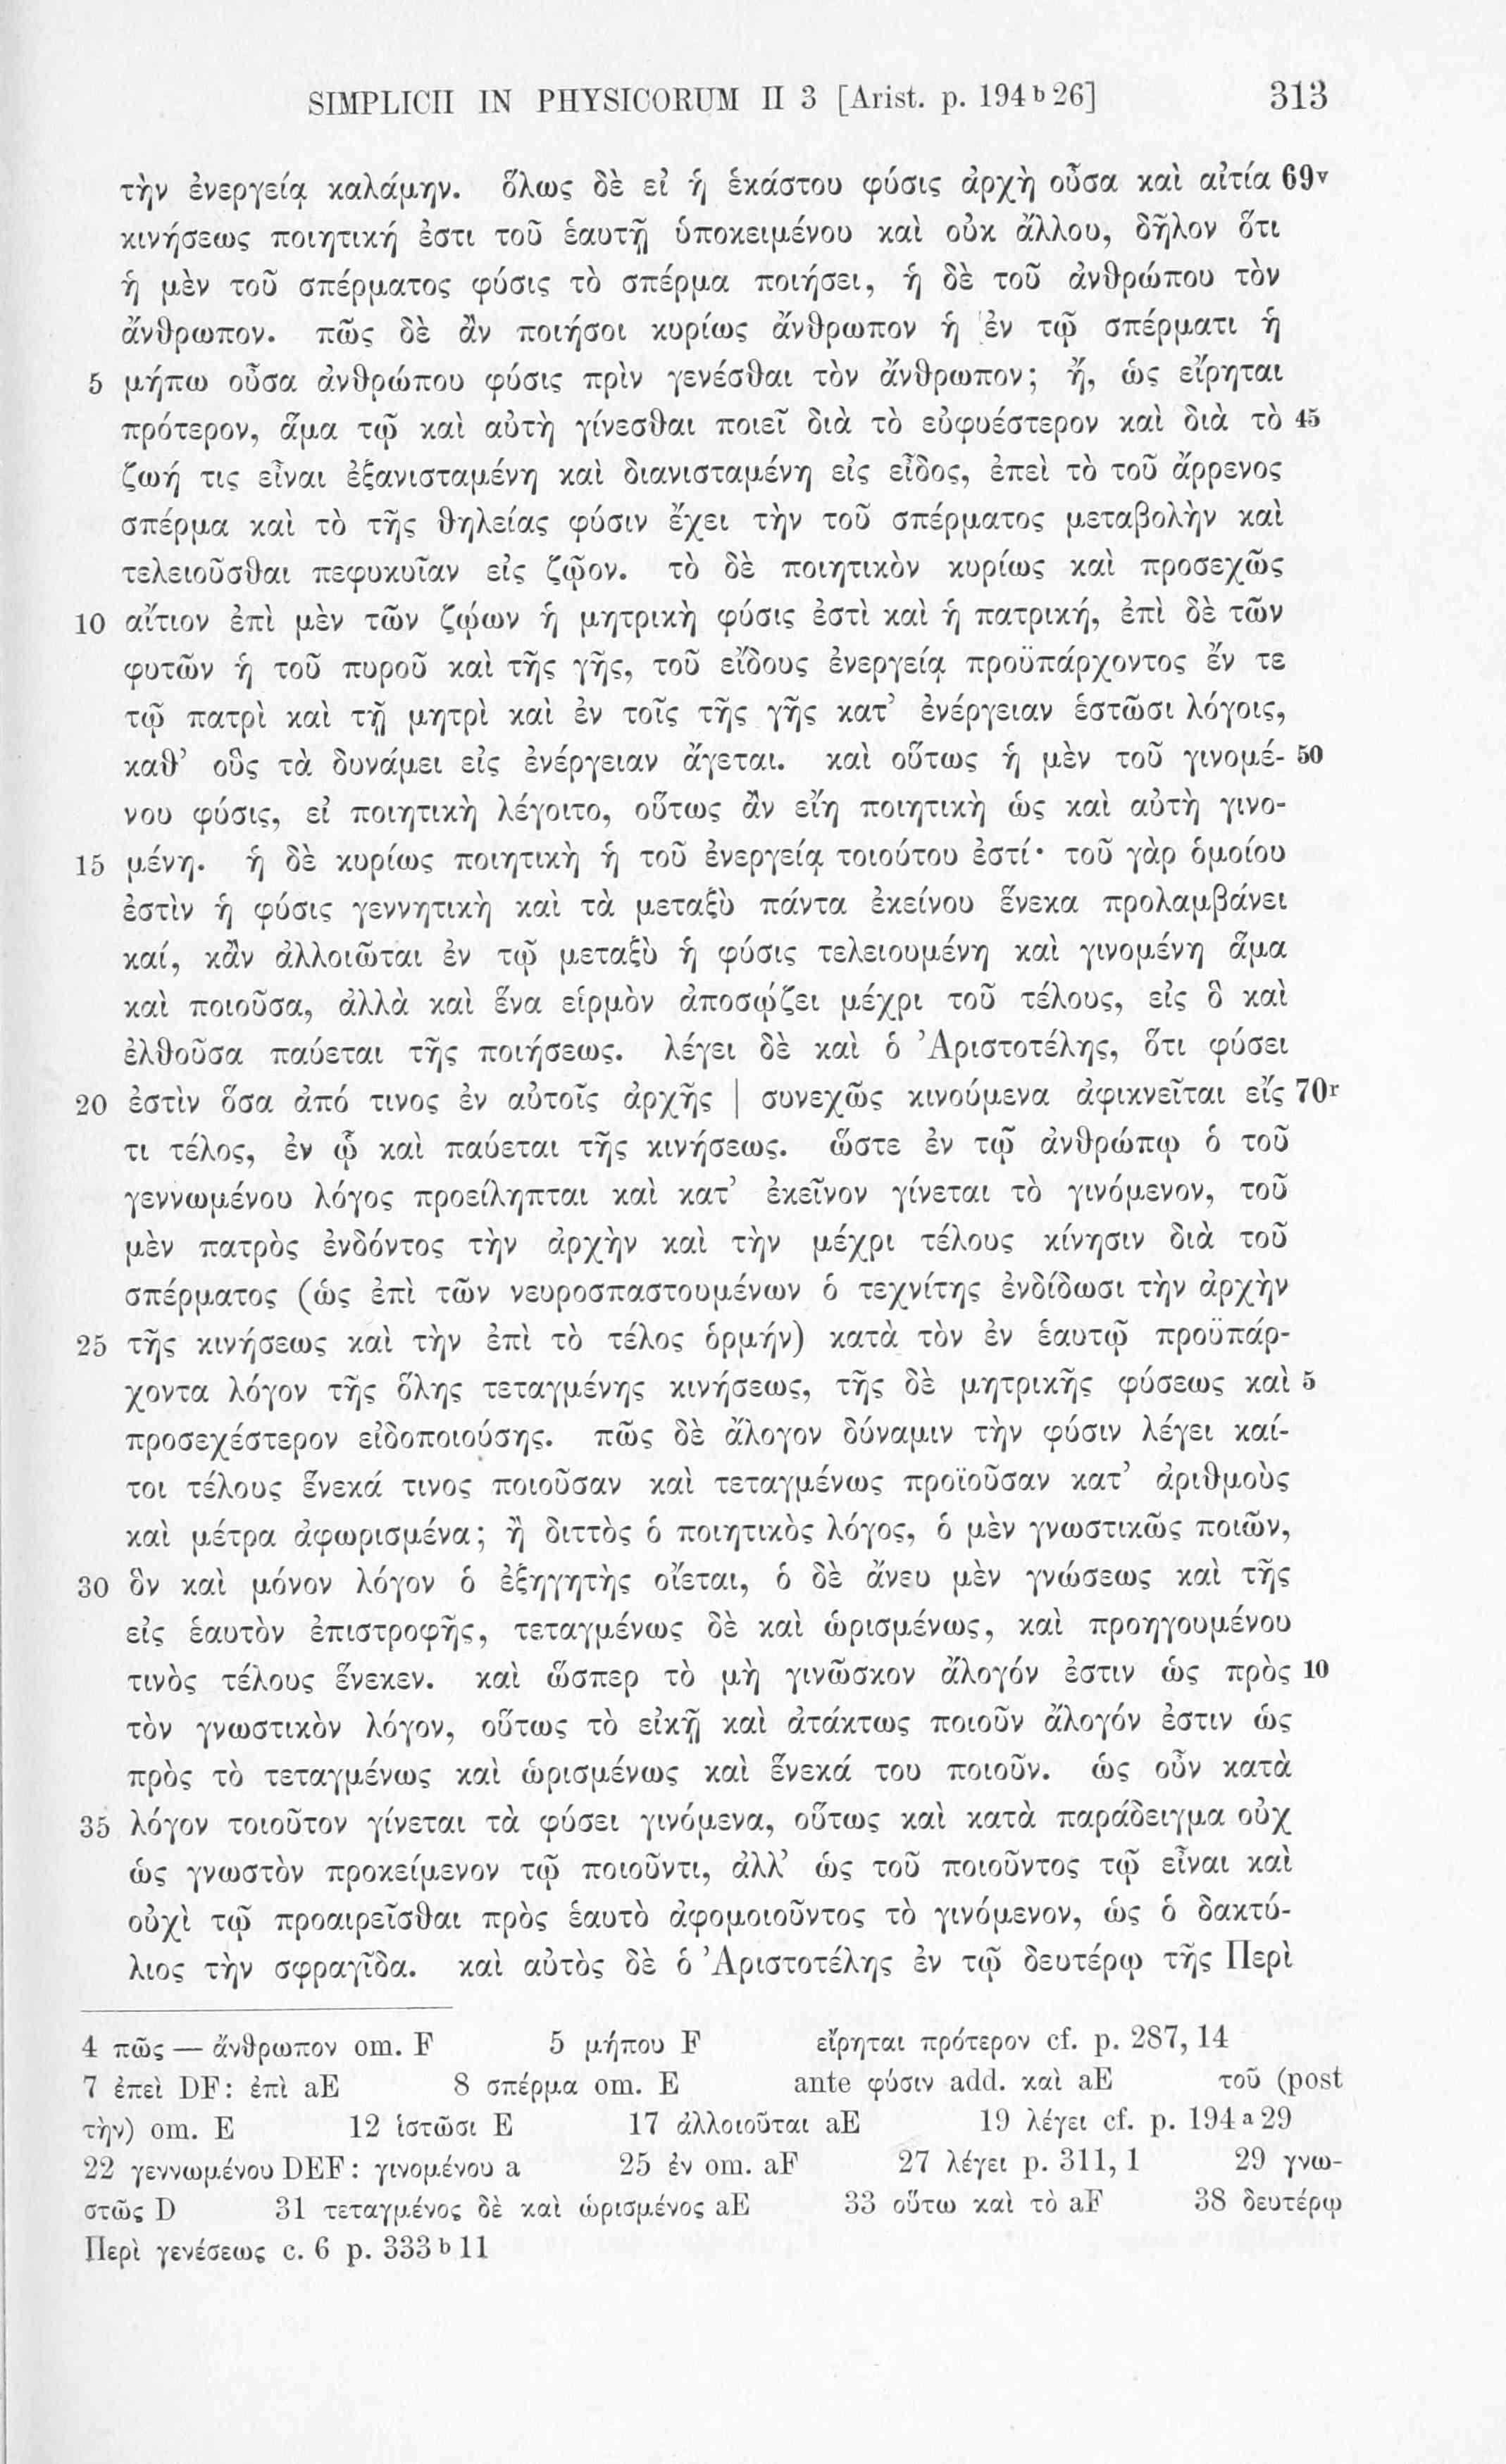 SIMPLICII IN PHYSICORUM II 3 [Arist. p. 194 b 26] 313
τὴν ἐνεργείᾳ καλάμην. ὅλως δὲ εἰ ἡ ἑκάστου φύσις ἀρχὴ οὖσα καὶ αἰτία 69v
κινήσεως ποιητική ἐστι τοῦ ἑαυτῇ ὑποκειμένου καὶ οὐκ ἄλλου, δῆλον ὅτι
ἡ μὲν τοῦ σπέρματος φύσις τὸ σπέρμα ποιήσει, ἡ δὲ τοῦ ἀνθρώπου τὸν
ἄνθρωπον. πῶς δὲ ἂν ποιήσοι κυρίως ἄνθρωπον ἡ ἐν τῷ σπέρματι ἡ
5 μήπω οὖσα ἀνθρώπου φύσις πρὶν γενέσθαι τὸν ἄνθρωπον; ἤ, ὡς εἴρηται
πρότερον, ἅμα τῷ καὶ αὐτὴ γίνεσθαι ποιεῖ διὰ τὸ εὐφυέστερον καὶ διὰ τὸ 45
ζωή τις εἶναι ἐξανισταμένη καὶ διανισταμένη εἰς εἶδος, ἐπεὶ τὸ τοῦ ἄρρενος
σπέρμα καὶ τὸ τῆς θηλείας φύσιν ἔχει τὴν τοῦ σπέρματος μεταβολὴν καὶ
τελειοῦσθαι πεφυκυῖαν εἰς ζῷον. τὸ δὲ ποιητικὸν κυρίως καὶ προσεχῶς
10 αἴτιον ἐπὶ μὲν τῶν ζῴων ἡ μητρικὴ φύσις ἐστὶ καὶ ἡ πατρική, ἐπὶ δὲ τῶν
φυτῶν ἡ τοῦ πυροῦ καὶ τῆς γῆς, τοῦ εἴδους ἐνεργείᾳ προϋπάρχοντος ἔν τε
τῷ πατρὶ καὶ τῇ μητρὶ καὶ ἐν τοῖς τῆς γῆς κατ’ ἐνέργειαν ἑστῶσι λόγοις,
καθ’ οὓς τὰ δυνάμει εἰς ἐνέργειαν ἄγεται. καὶ οὕτως ἡ μὲν τοῦ γινομέ- 50
νου φύσις, εἰ ποιητικὴ λέγοιτο, οὕτως ἂν εἴη ποιητικὴ ὡς καὶ αὐτὴ γινο-
15 μένη. ἡ δὲ κυρίως ποιητικὴ ἡ τοῦ ἐνεργείᾳ τοιούτου ἐστί· τοῦ γὰρ ὁμοίου
ἐστὶν ἡ φύσις γεννητικὴ καὶ τὰ μεταξὺ πάντα ἐκείνου ἕνεκα προλαμβάνει
καί, κἂν ἀλλοιῶται ἐν τῷ μεταξὺ ἡ φύσις τελειουμένη καὶ γινομένη ἅμα
καὶ ποιοῦσα, ἀλλὰ καὶ ἕνα εἱρμὸν ἀποσῴζει μέχρι τοῦ τέλους, εἰς ὃ καὶ
ἐλθοῦσα παύεται τῆς ποιήσεως. λέγει δὲ καὶ ὁ Ἀριστοτέλης, ὅτι φύσει
20 ἐστὶν ὅσα ἀπό τινος ἐν αὑτοῖς ἀρχῆς | συνεχῶς κινούμενα ἀφικνεῖται εἴς 70r
τι τέλος, ἐν ᾧ καὶ παύεται τῆς κινήσεως. ὥστε ἐν τῷ ἀνθρώπῳ ὁ τοῦ
γεννωμένου λόγος προείληπται καὶ κατ’ ἐκεῖνον γίνεται τὸ γινόμενον, τοῦ
μὲν πατρὸς ἐνδόντος τὴν ἀρχὴν καὶ τὴν μέχρι τέλους κίνησιν διὰ τοῦ
σπέρματος (ὡς ἐπὶ τῶν νευροσπαστουμένων ὁ τεχνίτης ἐνδίδωσι τὴν ἀρχὴν
25 τῆς κινήσεως καὶ τὴν ἐπὶ τὸ τέλος ὁρμήν) κατὰ τὸν ἐν ἑαυτῷ προϋπάρ-
χοντα λόγον τῆς ὅλης τεταγμένης κινήσεως, τῆς δὲ μητρικῆς φύσεως καὶ 5
προσεχέστερον εἰδοποιούσης. πῶς δὲ ἄλογον δύναμιν τὴν φύσιν λέγει καί-
τοι τέλους ἕνεκά τινος ποιοῦσαν καὶ τεταγμένως προϊοῦσαν κατ’ ἀριθμοὺς
καὶ μέτρα ἀφωρισμένα; ἢ διττὸς ὁ ποιητικὸς λόγος, ὁ μὲν γνωστικῶς ποιῶν,
30 ὃν καὶ μόνον λόγον ὁ ἐξηγητὴς οἴεται, ὁ δὲ ἄνευ μὲν γνώσεως καὶ τῆς
εἰς ἑαυτὸν ἐπιστροφῆς, τεταγμένως δὲ καὶ ὡρισμένως, καὶ προηγουμένου
τινὸς τέλους ἕνεκεν. καὶ ὥσπερ τὸ μὴ γινῶσκον ἄλογόν ἐστιν ὡς πρὸς 10
τὸν γνωστικὸν λόγον, οὕτως τὸ εἰκῇ καὶ ἀτάκτως ποιοῦν ἄλογόν ἐστιν ὡς
πρὸς τὸ τεταγμένως καὶ ὡρισμένως καὶ ἕνεκά του ποιοῦν. ὡς οὖν κατὰ
35 λόγον τοιοῦτον γίνεται τὰ φύσει γινόμενα, οὕτως καὶ κατὰ παράδειγμα οὐχ
ὡς γνωστὸν προκείμενον τῷ ποιοῦντι, ἀλλ’ ὡς τοῦ ποιοῦντος τῷ εἶναι καὶ
οὐχὶ τῷ προαιρεῖσθαι πρὸς ἑαυτὸ ἀφομοιοῦντος τὸ γινόμενον, ὡς ὁ δακτύ-
λιος τὴν σφραγῖδα. καὶ αὐτὸς δὲ ὁ Ἀριστοτέλης ἐν τῷ δευτέρῳ τῆς Περὶ
4 πῶς — ἄνθρωπον om. F 5 μήπου F εἴρηται πρότερον cf. p. 287, 14
7 ἐπεὶ DF: ἐπὶ aE 8 σπέρμα om. E ante φύσιν add. καὶ aE τοῦ (post
τὴν) om. E 12 ἱστῶσι E 17 ἀλλοιοῦται aE 19 λέγει cf. p. 194 a 29
22 γεννωμένου DEF: γινομένου a 25 ἐν om. aF 27 λέγει p. 311, 1 29 γνω-
στῶς D 31 τεταγμένος δὲ καὶ ὡρισμένος aE 33 οὕτω καὶ τὸ aF 38 δευτέρῳ
Περὶ γενέσεως c. 6 p. 333 b 11